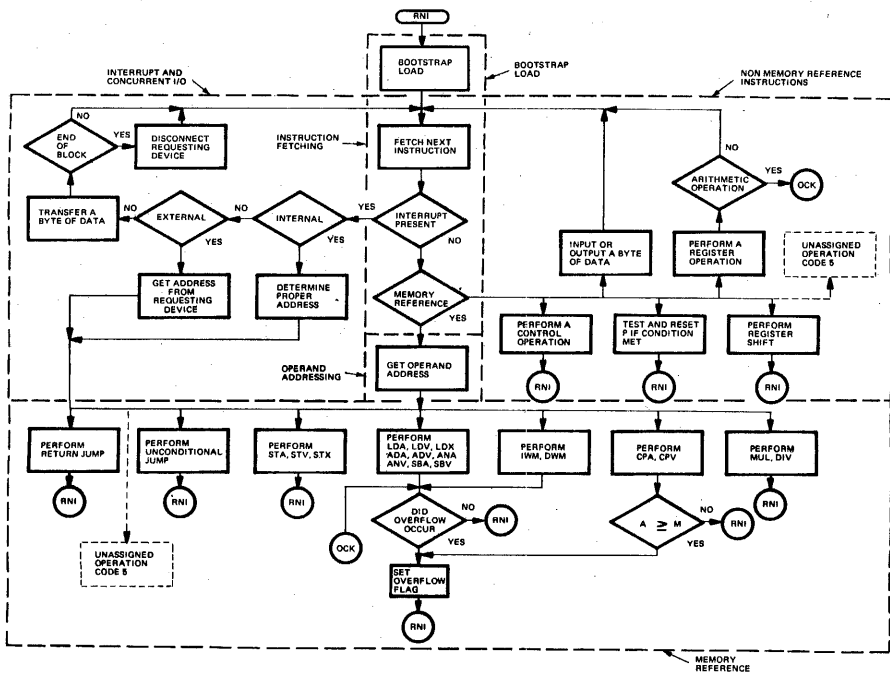 RNI
BOOTSTRAP
LOAD
BOOTSTRAP
LOAD
INTERRUPT AND
CONCURRENT I/O
NON MEMORY REFERENCE
INSTRUCTIONS
END
OF
BLOCK
NO
YES
DISCONNECT
REQUESTING
DEVICE
INSTRUCTION
FETCHING
FETCH NEXT
INSTRUCTION
NO
ARITHMETIC
OPERATION
YES
OCK
TRANSFER A
BYTE OF DATA
NO
EXTERNAL
NO
INTERNAL
YES
INTERRUPT
PRESENT
YES
YES
NO
INPUT OR
OUTPUT A BYTE
OF DATA
PERFORM A
REGISTER
OPERATION
UNASSIGNED
OPERATION
CODE 5
GET ADDRESS
FROM
REQUESTING
DEVICE
DETERMINE
PROPER
ADDRESS
MEMORY
REFERENCE
YES
PERFORM A
CONTROL
OPERATION
TEST AND RESET
P IF CONDITION
MET
PERFORM
REGISTER
SHIFT
OPERAND
ADDRESSING
GET OPERAND
ADDRESS
RNI
RNI
RNI
PERFORM
RETURN JUMP
PERFORM
UNCONDITIONAL
JUMP
PERFORM
STA, STV, STX
PERFORM
LDA, LDV, LDX
ADA, ADV, ANA
ANV, SBA, SBV
PERFORM
IWM, DWM
PERFORM
CPA, CPV
PERFORM
MUL, DIV
RNI
RNI
RNI
RNI
RNI
DID
OVERFLOW
OCCUR
NO
RNI
A ≥ M
NO
RNI
UNASSIGNED
OPERATION
CODE 5
OCK
YES
YES
SET
OVERFLOW
FLAG
RNI
MEMORY
REFERENCE